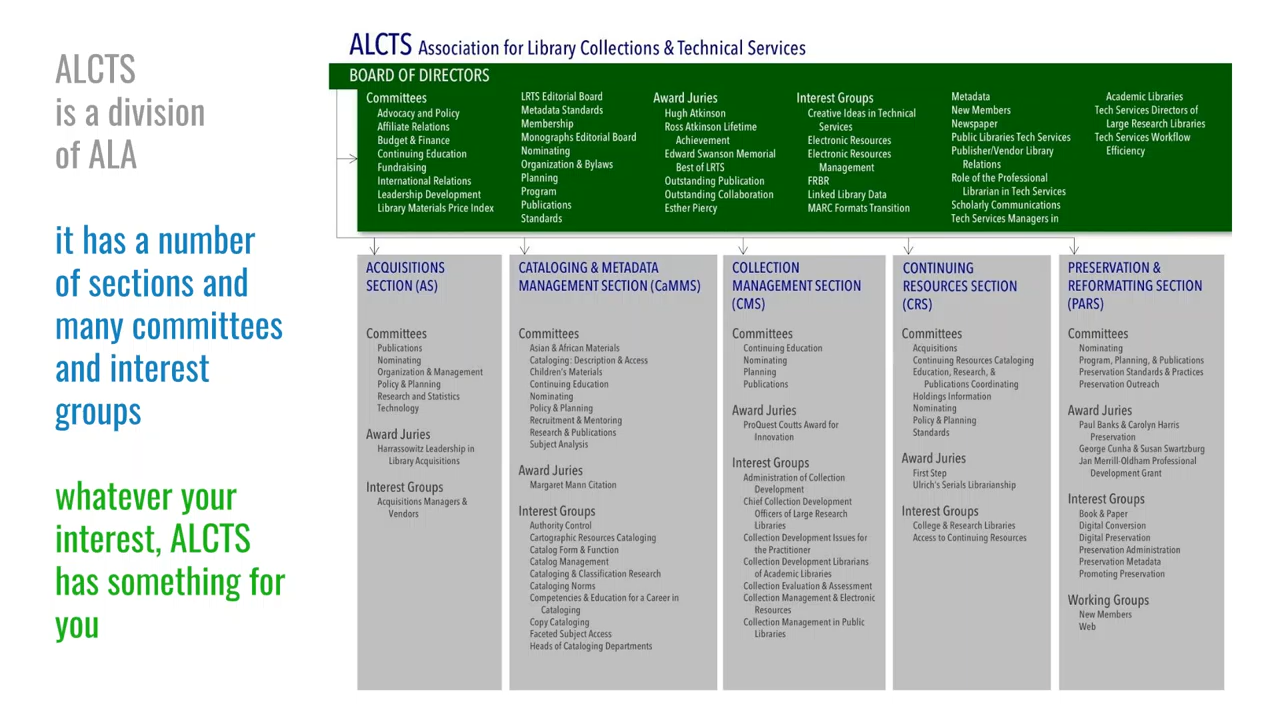 ALCTS
is a division
of ALA
it has a number
of sections and
many committees
and interest
groups
whatever your
interest, ALCTS
has something for
you
ALCTS Association for Library Collections & Technical Services
BOARD OF DIRECTORS
Committees
Advocacy and Policy
Affiliate Relations
Budget & Finance
Continuing Education
Fundraising
International Relations
Leadership Development
Library Materials Price Index
LRTS Editorial Board
Metadata Standards
Membership
Monographs Editorial Board
Nominating
Organization & Bylaws
Planning
Program
Publications
Standards
Award Juries
Hugh Atkinson
Ross Atkinson Lifetime
Achievement
Edward Swanson Memorial
Best of LRTS
Outstanding Publication
Outstanding Collaboration
Esther Piercy
Interest Groups
Creative Ideas in Technical
Services
Electronic Resources
Electronic Resources
Management
FRBR
Linked Library Data
MARC Formats Transition
Metadata
New Members
Newspaper
Public Libraries Tech Services
Publisher/Vendor Library
Relations
Role of the Professional
Librarian in Tech Services
Scholarly Communications
Tech Services Managers in
Academic Libraries
Tech Services Directors of
Large Research Libraries
Tech Services Workflow
Efficiency
ACQUISITIONS
SECTION (AS)
Committees
Publications
Nominating
Organization & Management
Policy & Planning
Research and Statistics
Technology
Award Juries
Harrassowitz Leadership in
Library Acquisitions
Interest Groups
Acquisitions Managers &
Vendors
CATALOGING & METADATA
MANAGEMENT SECTION (CaMMS)
Committees
Asian & African Materials
Cataloging: Description & Access
Children's Materials
Continuing Education
Nominating
Policy & Planning
Recruitment & Mentoring
Research & Publications
Subject Analysis
Award Juries
Margaret Mann Citation
Interest Groups
Authority Control
Cartographic Resources Cataloging
Catalog Form & Function
Catalog Management
Cataloging & Classification Research
Cataloging Norms
Competencies & Education for a Career in
Cataloging
Copy Cataloging
Faceted Subject Access
Heads of Cataloging Departments
COLLECTION
MANAGEMENT SECTION
(CMS)
Committees
Continuing Education
Nominating
Planning
Publications
Award Juries
ProQuest Coutts Award for
Innovation
Interest Groups
Administration of Collection
Development
Chief Collection Development
Officers of Large Research
Libraries
Collection Development Issues for
the Practitioner
Collection Development Librarians
of Academic Libraries
Collection Evaluation & Assessment
Collection Management & Electronic
Resources
Collection Management in Public
Libraries
CONTINUING
RESOURCES SECTION
(CRS)
Committees
Acquisitions
Continuing Resources Cataloging
Education, Research, &
Publications Coordinating
Holdings Information
Nominating
Policy & Planning
Standards
Award Juries
First Step
Ulrich's Serials Librarianship
Interest Groups
College & Research Libraries
Access to Continuing Resources
PRESERVATION &
REFORMATTING SECTION
(PARS)
Committees
Nominating
Program, Planning, & Publications
Preservation Standards & Practices
Preservation Outreach
Award Juries
Paul Banks & Carolyn Harris
Preservation
George Cunha & Susan Swartzburg
Jan Merrill-Oldham Professional
Development Grant
Interest Groups
Book & Paper
Digital Conversion
Digital Preservation
Preservation Administration
Preservation Metadata
Promoting Preservation
Working Groups
New Members
Web